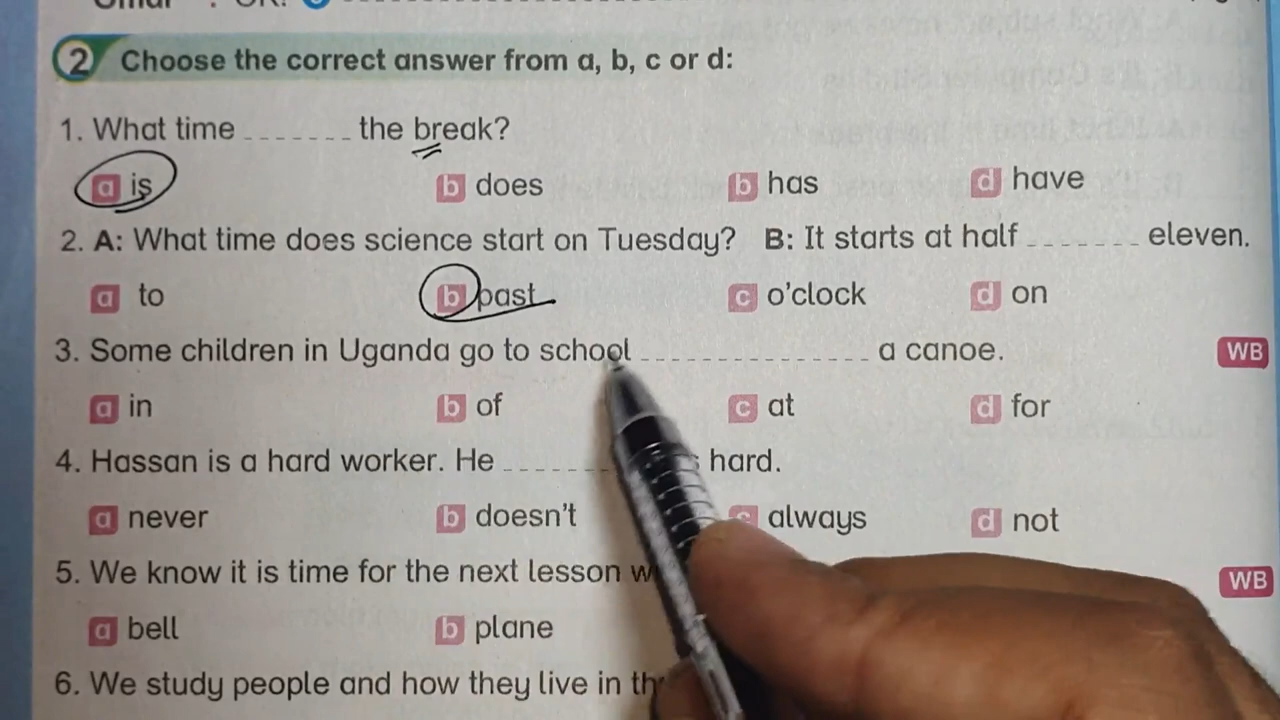 2 Choose the correct answer from a, b, c or d:
1. What time _______ the break?
a is b does b has d have
2. A: What time does science start on Tuesday? B: It starts at half _______ eleven.
a to b past c o'clock d on
3. Some children in Uganda go to school ______________ a canoe. WB
a in b of c at d for
4. Hassan is a hard worker. He _______ hard.
a never b doesn't c always d not
5. We know it is time for the next lesson WB
a bell b plane
6. We study people and how they live in